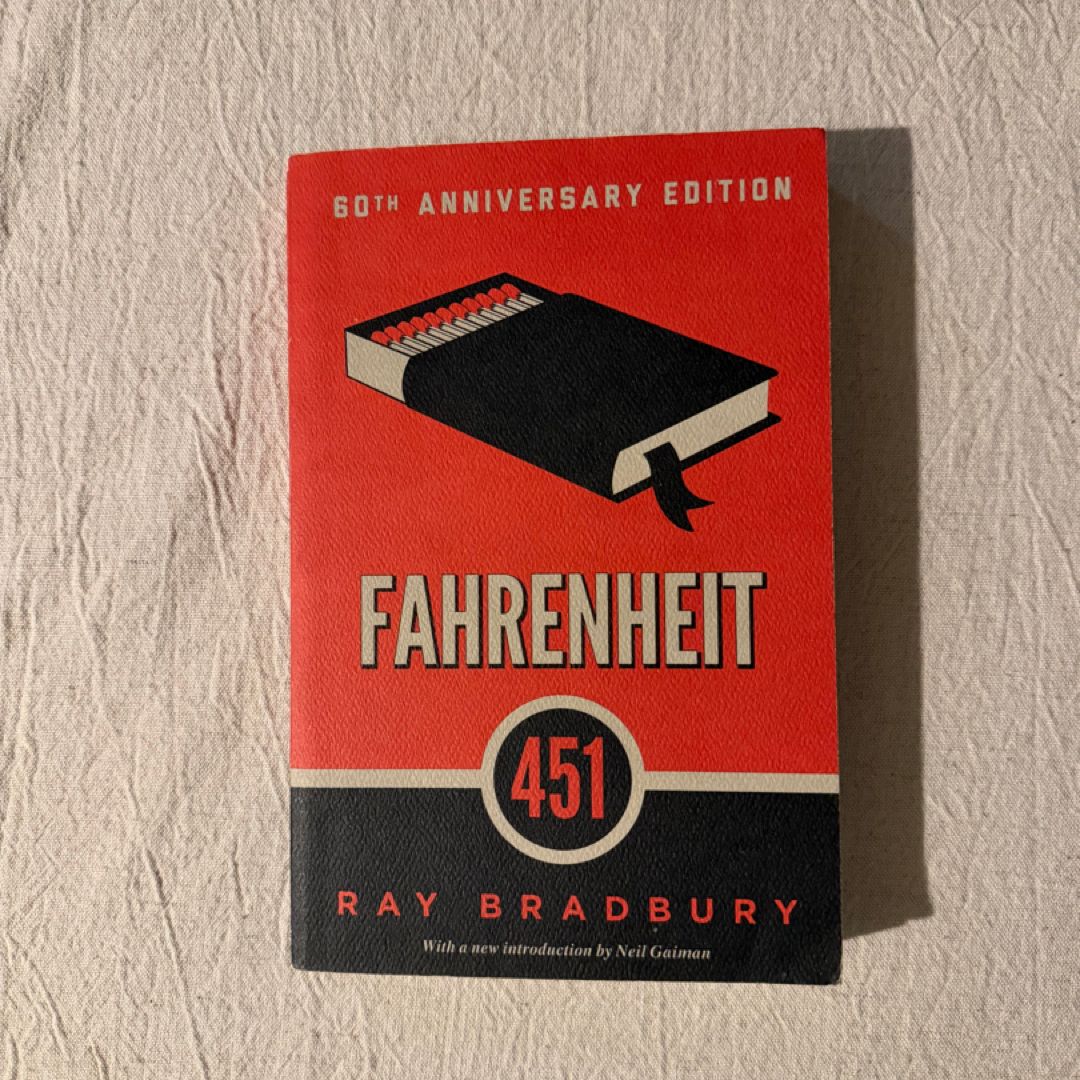 60TH ANNIVERSARY EDITION
FAHRENHEIT
451
RAY BRADBURY
With a new introduction by Neil Gaiman